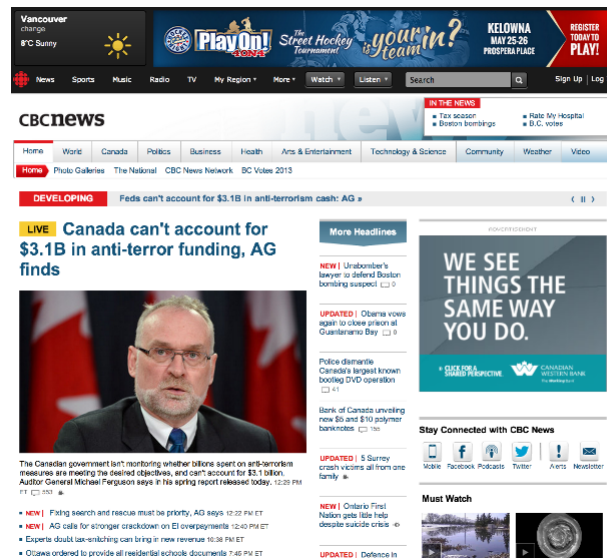 Vancouver
change
8°C Sunny
Play On!
4ON4
Street Hockey
Tournament
is your team in?
KELOWNA
MAY 25-26
PROSPERA PLACE
REGISTER
TODAY TO
PLAY!
News Sports Music Radio TV My Region More Watch Listen Search Sign Up | Log
CBCnews
IN THE NEWS
Tax season
Rate My Hospital
Boston bombings
B.C. votes
Home World Canada Politics Business Health Arts & Entertainment Technology & Science Community Weather Video
Home Photo Galleries The National CBC News Network BC Votes 2013
DEVELOPING Feds can't account for $3.1B in anti-terrorism cash: AG »
LIVE Canada can't account for
$3.1B in anti-terror funding, AG
finds
The Canadian government isn't monitoring whether billions spent on anti-terrorism
measures are meeting the desired objectives, and can't account for $3.1 billion,
Auditor General Michael Ferguson says in his spring report released today. 12:29 PM
ET 553
NEW | Fixing search and rescue must be priority, AG says 12:22 PM ET
NEW | AG calls for stronger crackdown on EI overpayments 12:40 PM ET
Experts doubt tax-snitching can bring in new revenue 10:38 PM ET
Ottawa ordered to provide all residential schools documents 7:45 PM ET
More Headlines
NEW | Unabomber's
lawyer to defend Boston
bombing suspect 0
UPDATED | Obama vows
again to close prison at
Guantanamo Bay 0
Police dismantle
Canada's largest known
bootleg DVD operation
41
Bank of Canada unveiling
new $5 and $10 polymer
banknotes 155
UPDATED | 5 Surrey
crash victims all from one
family
NEW | Ontario First
Nation gets little help
despite suicide crisis
UPDATED | Defence in
ADVERTISEMENT
WE SEE
THINGS THE
SAME WAY
YOU DO.
CLICK FOR A
SHARED PERSPECTIVE
CANADIAN
WESTERN BANK
Stay Connected with CBC News
Mobile Facebook Podcasts Twitter Alerts Newsletter
Must Watch